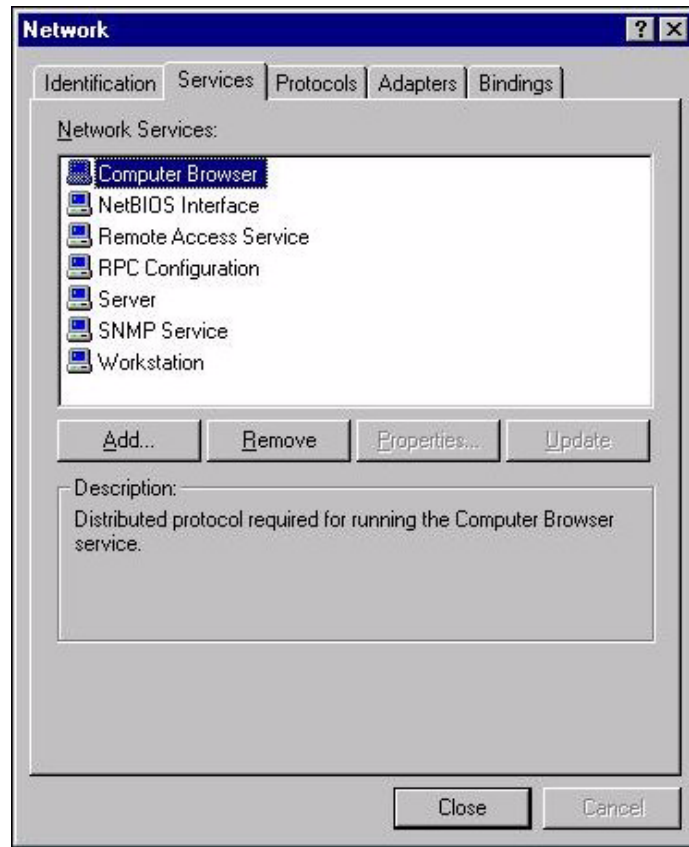 Network
Identification Services Protocols Adapters Bindings
Network Services:
Computer Browser
NetBIOS Interface
Remote Access Service
RPC Configuration
Server
SNMP Service
Workstation
Add... Remove Properties... Update
Description:
Distributed protocol required for running the Computer Browser
service.
Close Cancel